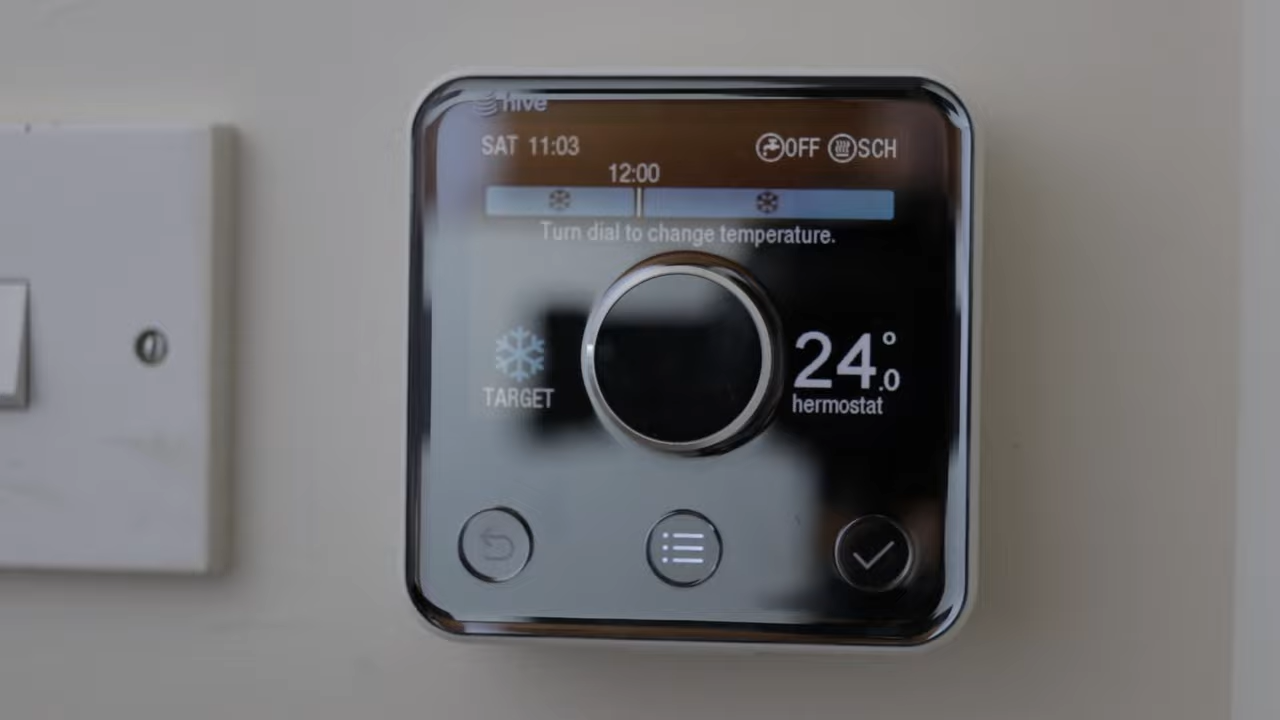 hive
SAT 11:03 OFF SCH
12:00
Turn dial to change temperature.
24.0°
TARGET hermostat